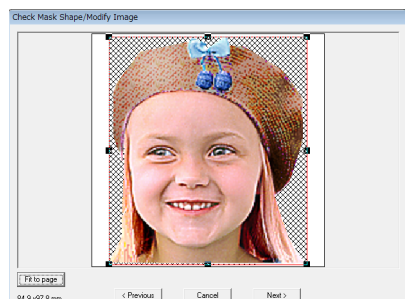 Check Mask Shape/Modify Image
Fit to page
< Previous
Cancel
Next >